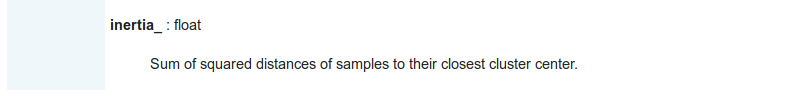 inertia_ : float
Sum of squared distances of samples to their closest cluster center.